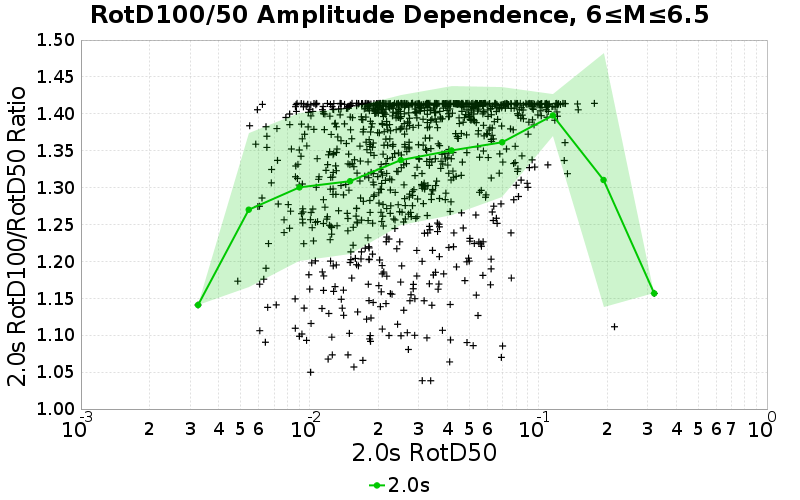 RotD100/50 Amplitude Dependence, 6≤M≤6.5
2.0s RotD100/RotD50 Ratio
1.50
1.45
1.40
1.35
1.30
1.25
1.20
1.15
1.10
1.05
1.00
10^-3 2 3 4 5 6 10^-2 2 3 4 5 6 10^-1 2 3 4 5 6 7 10^0
2.0s RotD50
2.0s